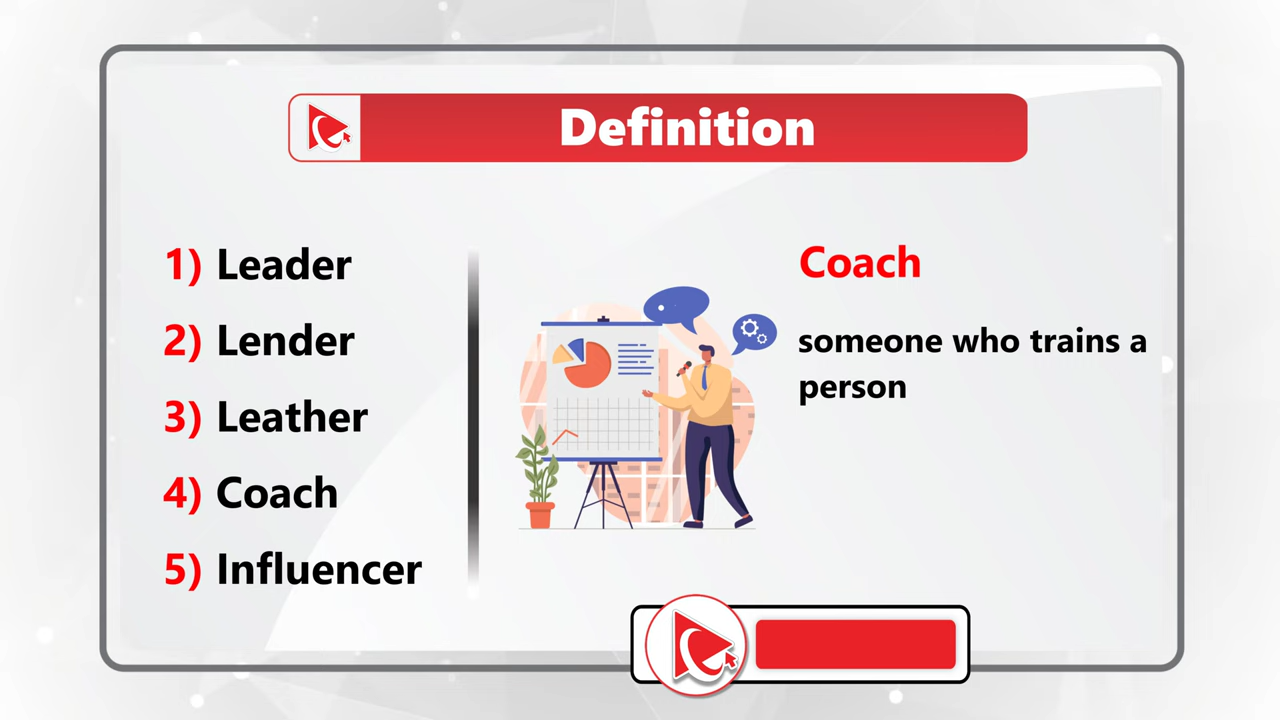 Definition
1) Leader
2) Lender
3) Leather
4) Coach
5) Influencer
Coach
someone who trains a
person